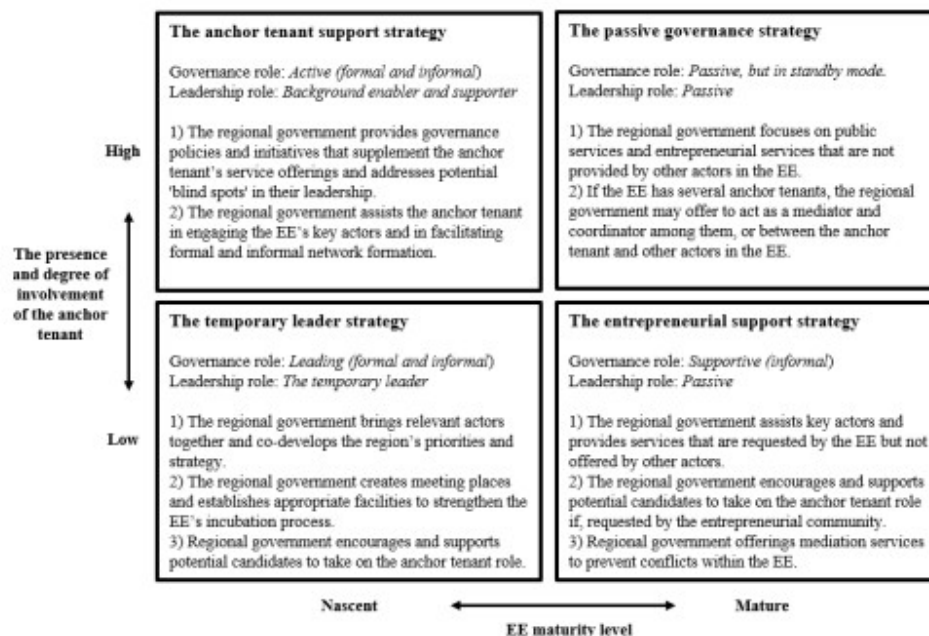 The anchor tenant support strategy
Governance role: Active (formal and informal)
Leadership role: Background enabler and supporter
1) The regional government provides governance
policies and initiatives that supplement the anchor
tenant's service offerings and addresses potential
'blind spots' in their leadership.
2) The regional government assists the anchor tenant
in engaging the EE's key actors and in facilitating
formal and informal network formation.
The passive governance strategy
Governance role: Passive, but in standby mode.
Leadership role: Passive
1) The regional government focuses on public
services and entrepreneurial services that are not
provided by other actors in the EE.
2) If the EE has several anchor tenants, the regional
government may offer to act as a mediator and
coordinator among them, or between the anchor
tenant and other actors in the EE.
High
The presence
and degree of
involvement
of the anchor
tenant
Low
The temporary leader strategy
Governance role: Leading (formal and informal)
Leadership role: The temporary leader
1) The regional government brings relevant actors
together and co-develops the region's priorities and
strategy.
2) The regional government creates meeting places
and establishes appropriate facilities to strengthen the
EE's incubation process.
3) Regional government encourages and supports
potential candidates to take on the anchor tenant role.
The entrepreneurial support strategy
Governance role: Supportive (informal)
Leadership role: Passive
1) The regional government assists key actors and
provides services that are requested by the EE but not
offered by other actors.
2) The regional government encourages and supports
potential candidates to take on the anchor tenant role
if, requested by the entrepreneurial community.
3) Regional government offerings mediation services
to prevent conflicts within the EE.
Nascent
Mature
EE maturity level